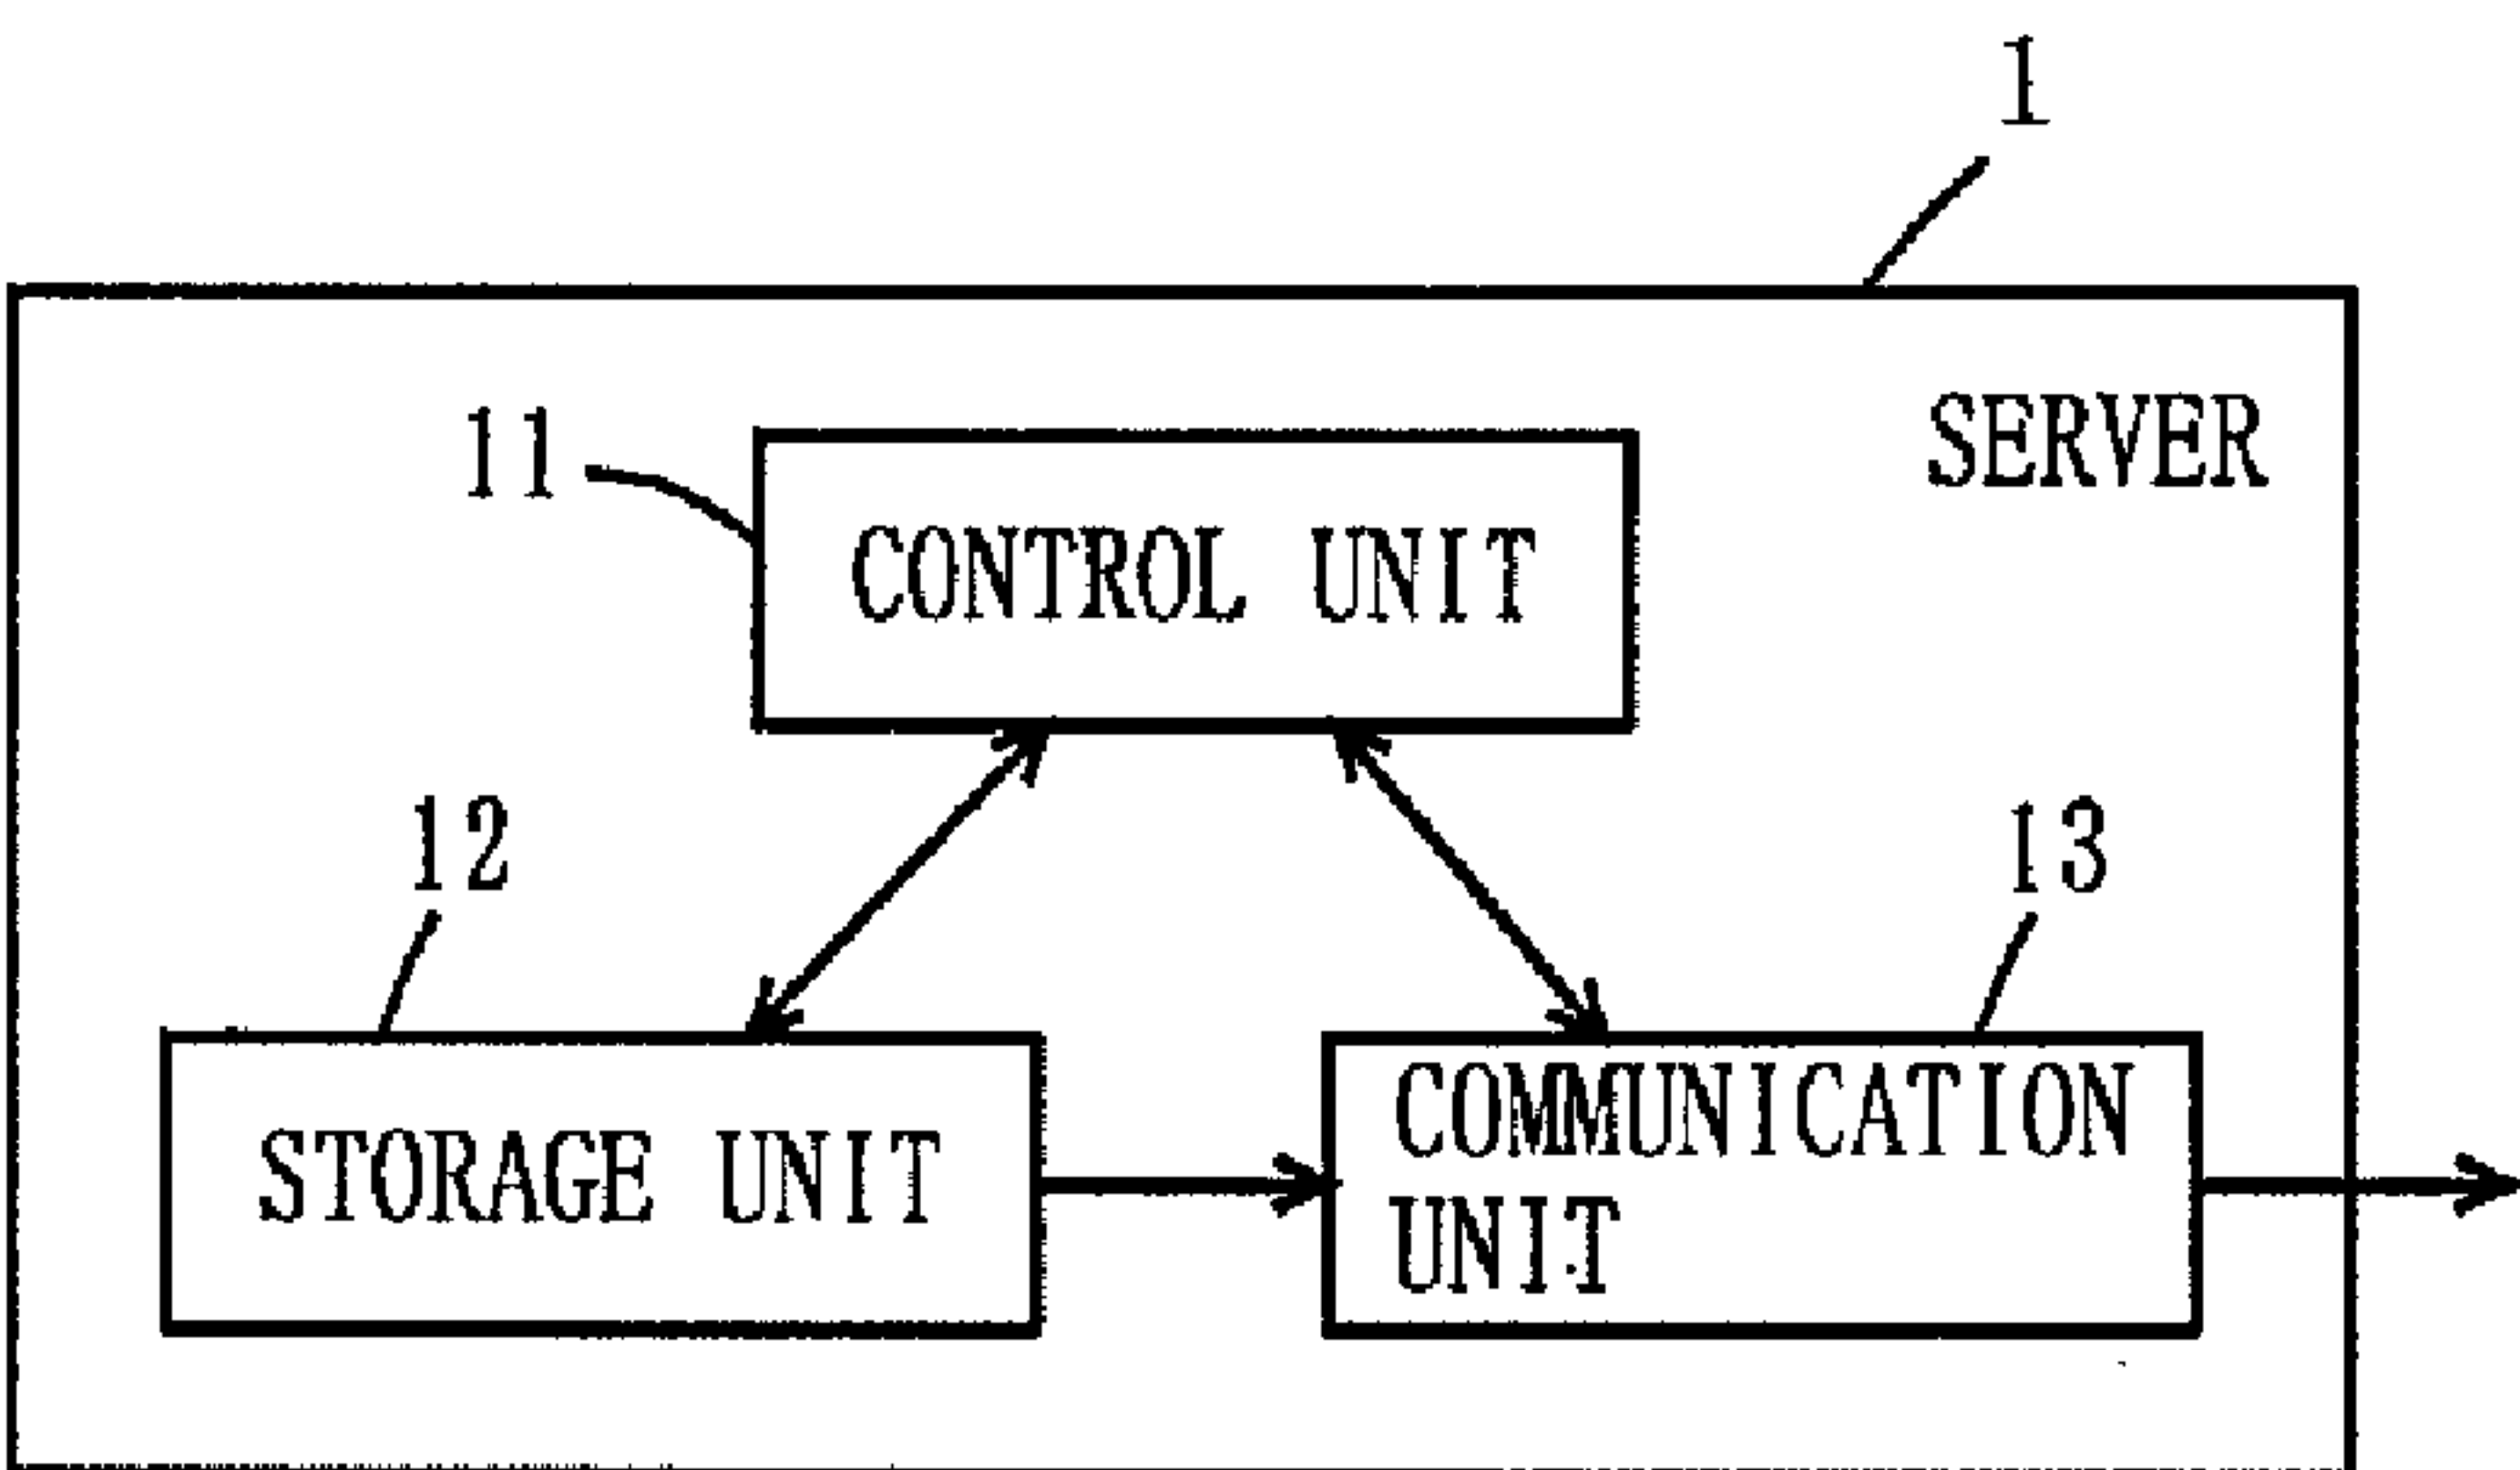 1
SERVER
11
CONTROL UNIT
12
13
STORAGE UNIT
COMMUNICATION
UNIT